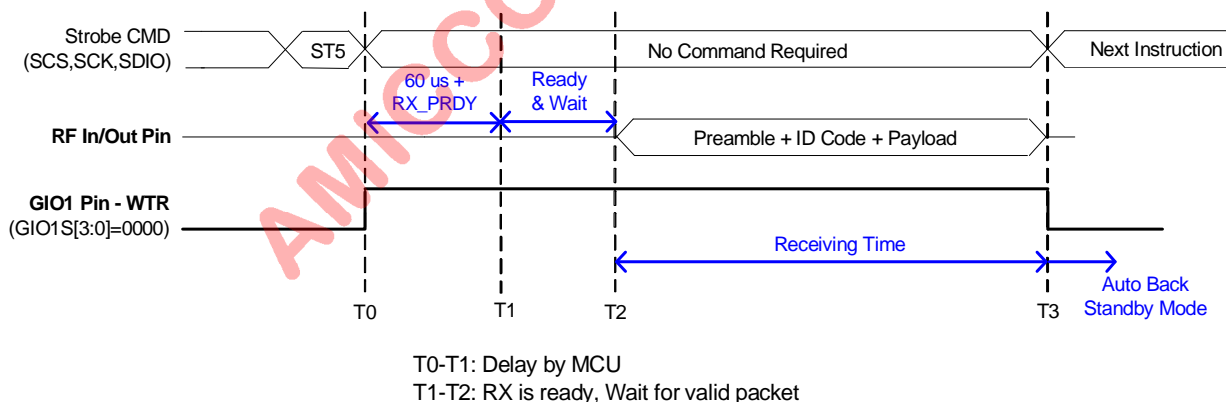 Strobe CMD
(SCS,SCK,SDIO)
ST5
No Command Required
Next Instruction
60 us +
RX_PRDY
Ready
& Wait
RF In/Out Pin
Preamble + ID Code + Payload
GIO1 Pin - WTR
(GIO1S[3:0]=0000)
Receiving Time
Auto Back
Standby Mode
T0
T1
T2
T3
T0-T1: Delay by MCU
T1-T2: RX is ready, Wait for valid packet
AMICCO